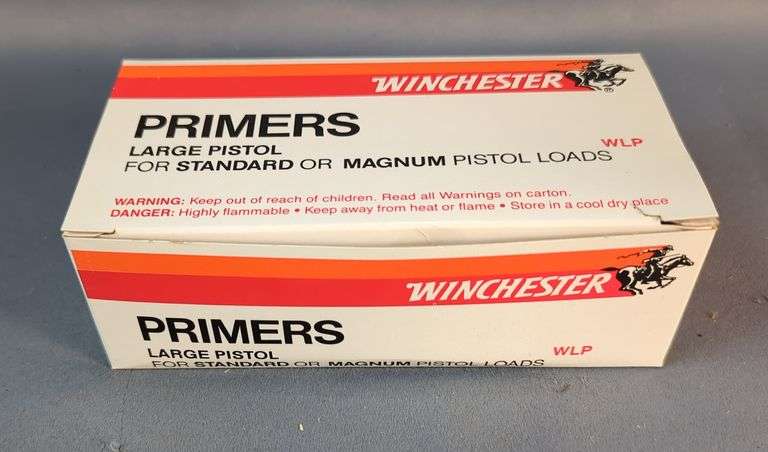 WINCHESTER
®
PRIMERS
LARGE PISTOL
WLP
FOR STANDARD OR MAGNUM PISTOL LOADS
WARNING: Keep out of reach of children. Read all Warnings on carton.
DANGER: Highly flammable • Keep away from heat or flame • Store in a cool dry place
WINCHESTER
PRIMERS
LARGE PISTOL
WLP
FOR STANDARD OR MAGNUM PISTOL LOADS